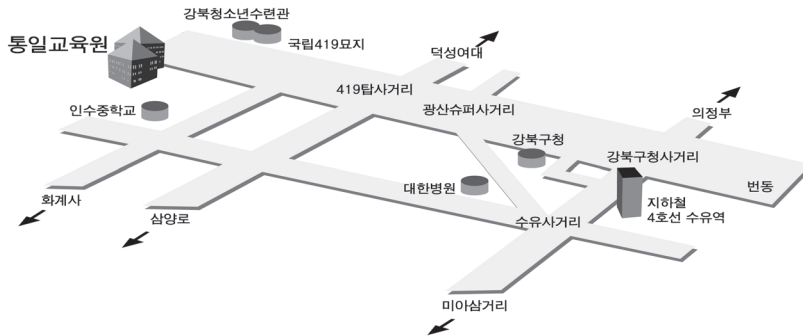 강북청소년수련관
통일교육원
국립419묘지
덕성여대
419탑사거리
광산슈퍼사거리
의정부
인수중학교
강북구청
강북구청사거리
대한병원
번동
화계사
삼양로
수유사거리
지하철
4호선 수유역
미아삼거리